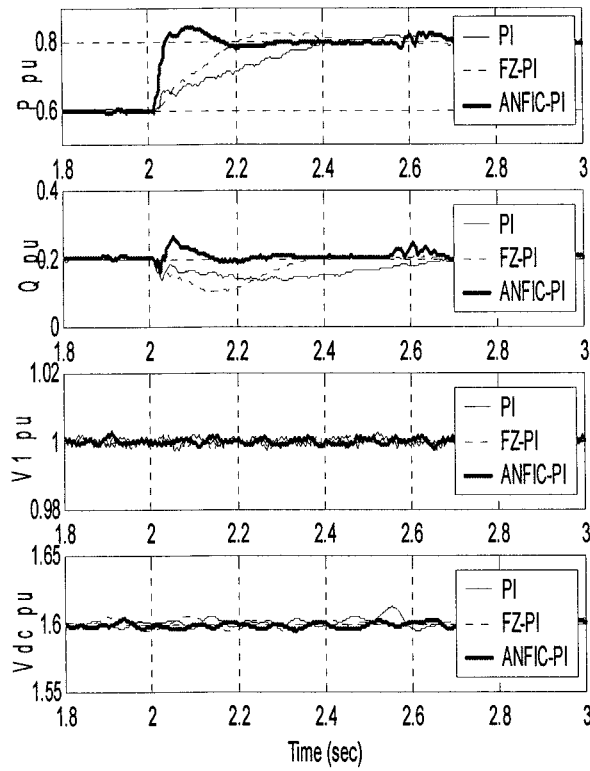 P pu
0.8
0.6
PI
FZ-PI
ANFIC-PI
1.8 2 2.2 2.4 2.6 2.8 3
Q pu
0.4
0.2
0
PI
FZ-PI
ANFIC-PI
1.8 2 2.2 2.4 2.6 2.8 3
V1 pu
1.02
1
0.98
PI
FZ-PI
ANFIC-PI
1.8 2 2.2 2.4 2.6 2.8 3
Vdc pu
1.65
1.6
1.55
PI
FZ-PI
ANFIC-PI
1.8 2 2.2 2.4 2.6 2.8 3
Time (sec)